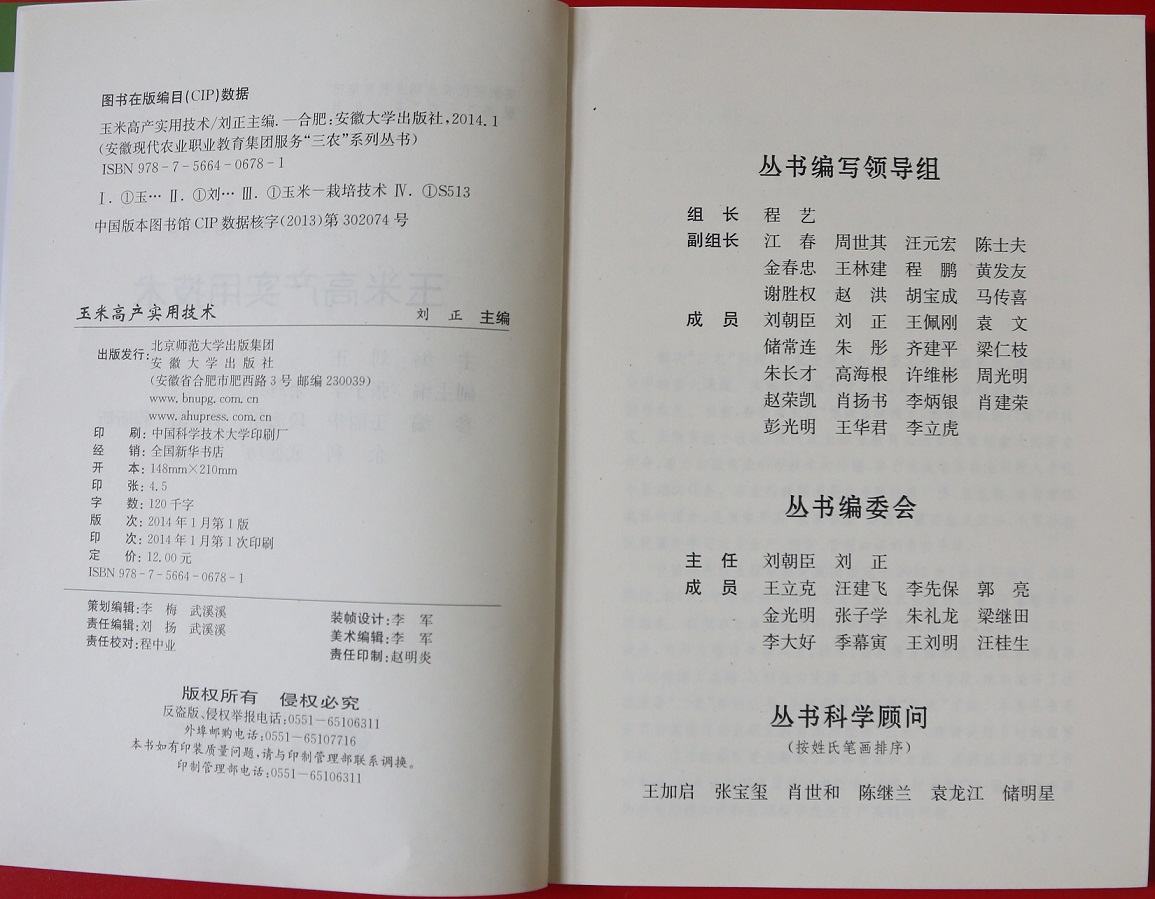 图书在版编目(CIP)数据
玉米高产实用技术/刘正主编.—合肥:安徽大学出版社,2014.1
(安徽现代农业职业教育集团服务“三农”系列丛书)
ISBN 978-7-5664-0678-1
Ⅰ.①玉… Ⅱ.①刘… Ⅲ.①玉米-栽培技术 Ⅳ.①S513
中国版本图书馆CIP数据核字(2013)第302074号
玉米高产实用技术 刘 正 主编
出版发行:北京师范大学出版集团
安徽大学出版社
(安徽省合肥市肥西路3号 邮编230039)
www.bnupg.com.cn
www.ahupress.com.cn
印 刷:中国科学技术大学印刷厂
经 销:全国新华书店
开 本:148mm×210mm
印 张:4.5
字 数:120千字
版 次:2014年1月第1版
印 次:2014年1月第1次印刷
定 价:12.00元
ISBN 978-7-5664-0678-1
策划编辑:李 梅 武溪溪 装帧设计:李 军
责任编辑:刘 扬 武溪溪 美术编辑:李 军
责任校对:程中业 责任印制:赵明炎
版权所有 侵权必究
反盗版、侵权举报电话:0551-65106311
外埠邮购电话:0551-65107716
本书如有印装质量问题,请与印制管理部联系调换。
印制管理部电话:0551-65106311
丛书编写领导组
组 长 程 艺
副组长 江 春 周世其 汪元宏 陈士夫
金春忠 王林建 程 鹏 黄发友
谢胜权 赵 洪 胡宝成 马传喜
成 员 刘朝臣 刘 正 王佩刚 袁 文
储常连 朱 彤 齐建平 梁仁枝
朱长才 高海根 许维彬 周光明
赵荣凯 肖扬书 李炳银 肖建荣
彭光明 王华君 李立虎
丛书编委会
主 任 刘朝臣 刘 正
成 员 王立克 汪建飞 李先保 郭 亮
金光明 张子学 朱礼龙 梁继田
李大好 季幕寅 王刘明 汪桂生
丛书科学顾问
(按姓氏笔画排序)
王加启 张宝玺 肖世和 陈继兰 袁龙江 储明星